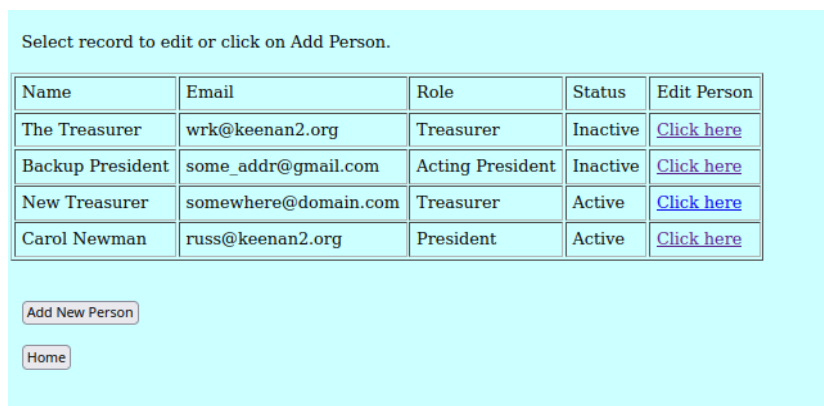 Select record to edit or click on Add Person.
Name Email Role Status Edit Person
The Treasurer wrk@keenan2.org Treasurer Inactive Click here
Backup President some_addr@gmail.com Acting President Inactive Click here
New Treasurer somewhere@domain.com Treasurer Active Click here
Carol Newman russ@keenan2.org President Active Click here
Add New Person
Home